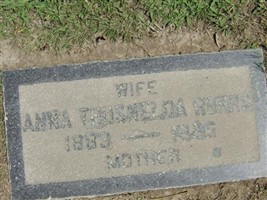 WIFE
ANNA THUSNELDA
1883 —
MOTHER